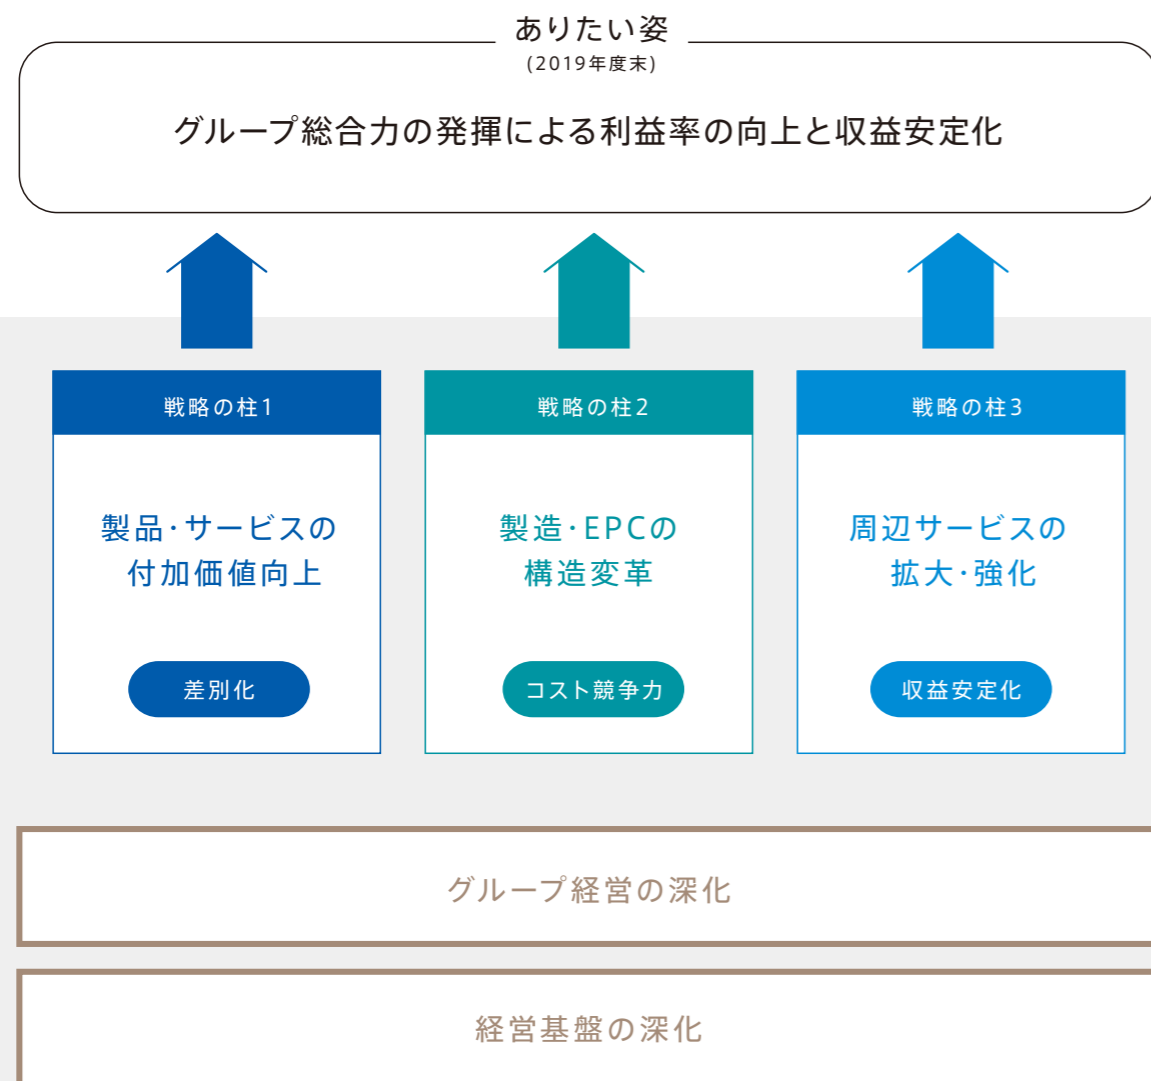 ありたい姿
(2019年度末)
グループ総合力の発揮による利益率の向上と収益安定化
戦略の柱1
製品・サービスの
付加価値向上
差別化
戦略の柱2
製造・EPCの
構造変革
コスト競争力
戦略の柱3
周辺サービスの
拡大・強化
収益安定化
グループ経営の深化
経営基盤の深化